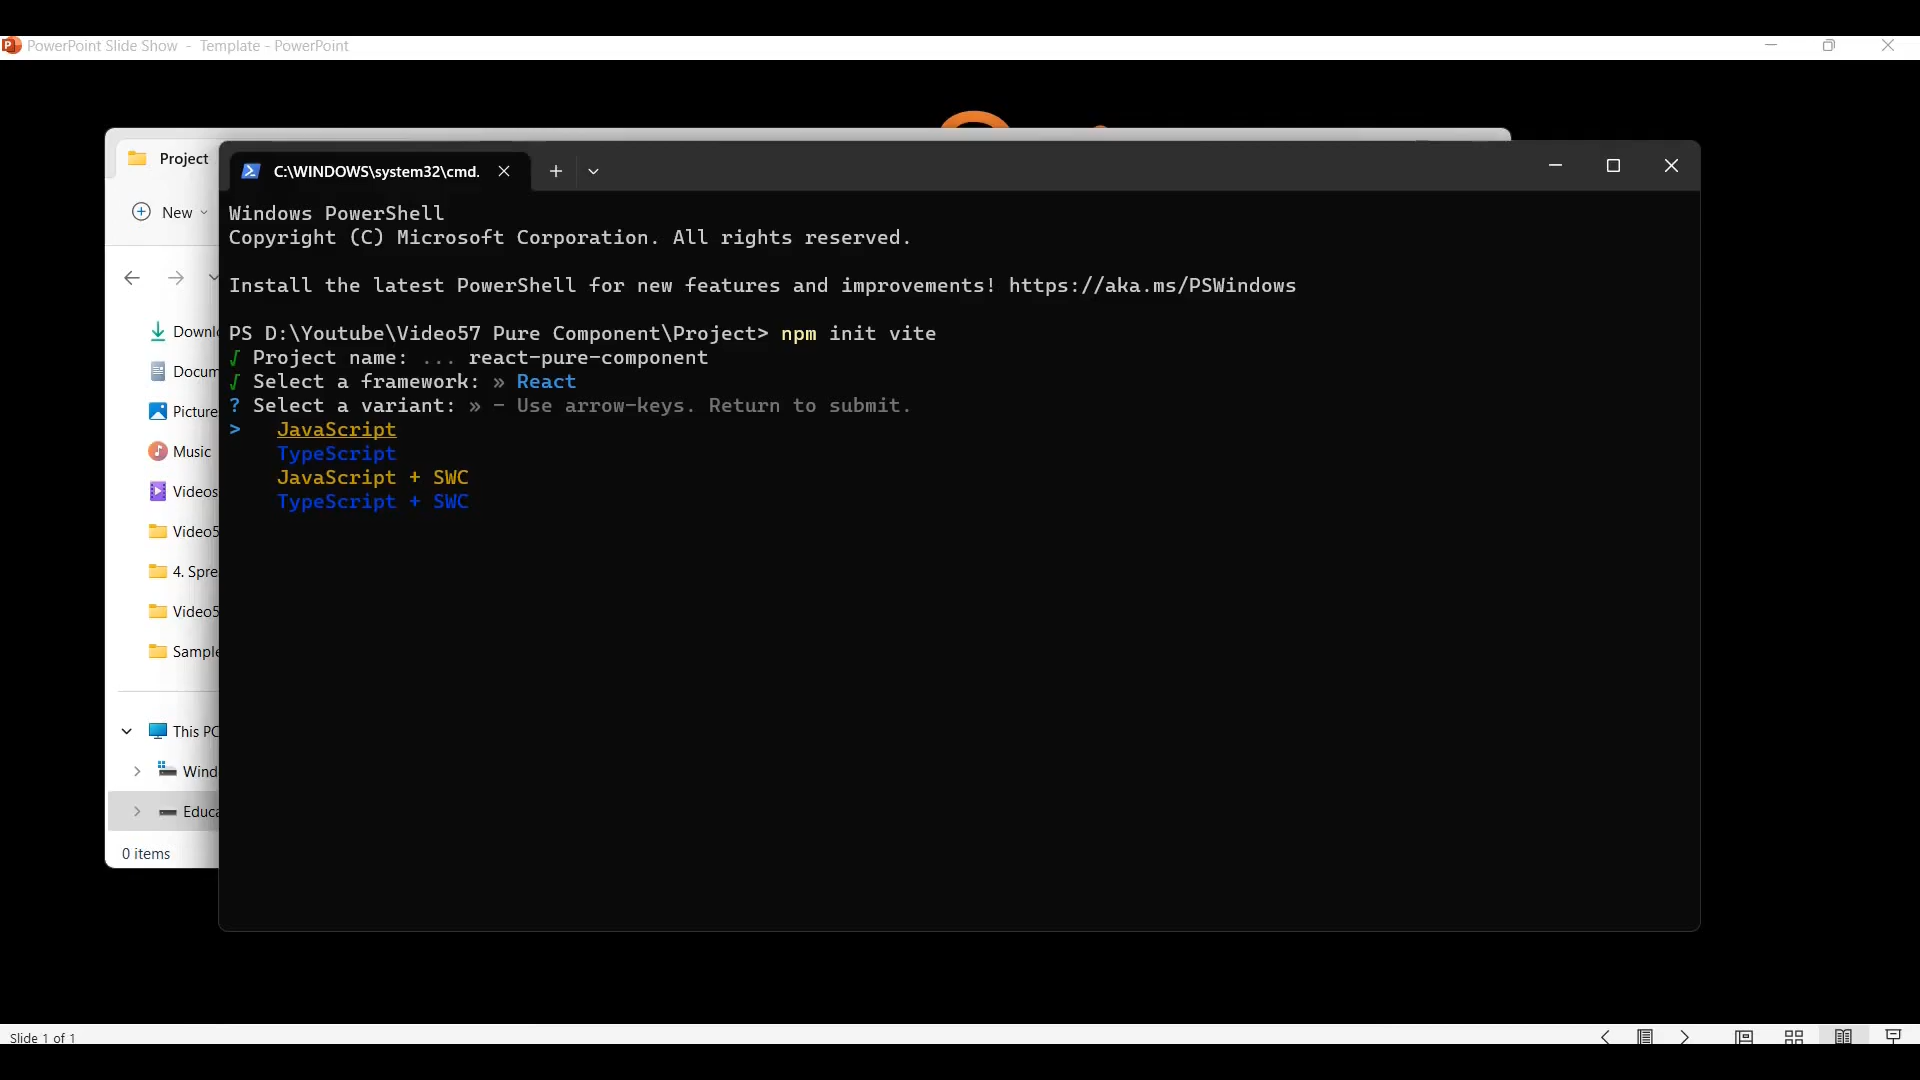 PowerPoint Slide Show - Template - PowerPoint
Project
New
Downl
Docum
Picture
Music
Videos
Video5
4. Spre
Video5
Sample
This PC
Wind
Educa
0 items
C:\WINDOWS\system32\cmd.
Windows PowerShell
Copyright (C) Microsoft Corporation. All rights reserved.
Install the latest PowerShell for new features and improvements! https://aka.ms/PSWindows
PS D:\Youtube\Video57 Pure Component\Project> npm init vite
√ Project name: ... react-pure-component
√ Select a framework: » React
? Select a variant: » - Use arrow-keys. Return to submit.
> JavaScript
TypeScript
JavaScript + SWC
TypeScript + SWC
Slide 1 of 1